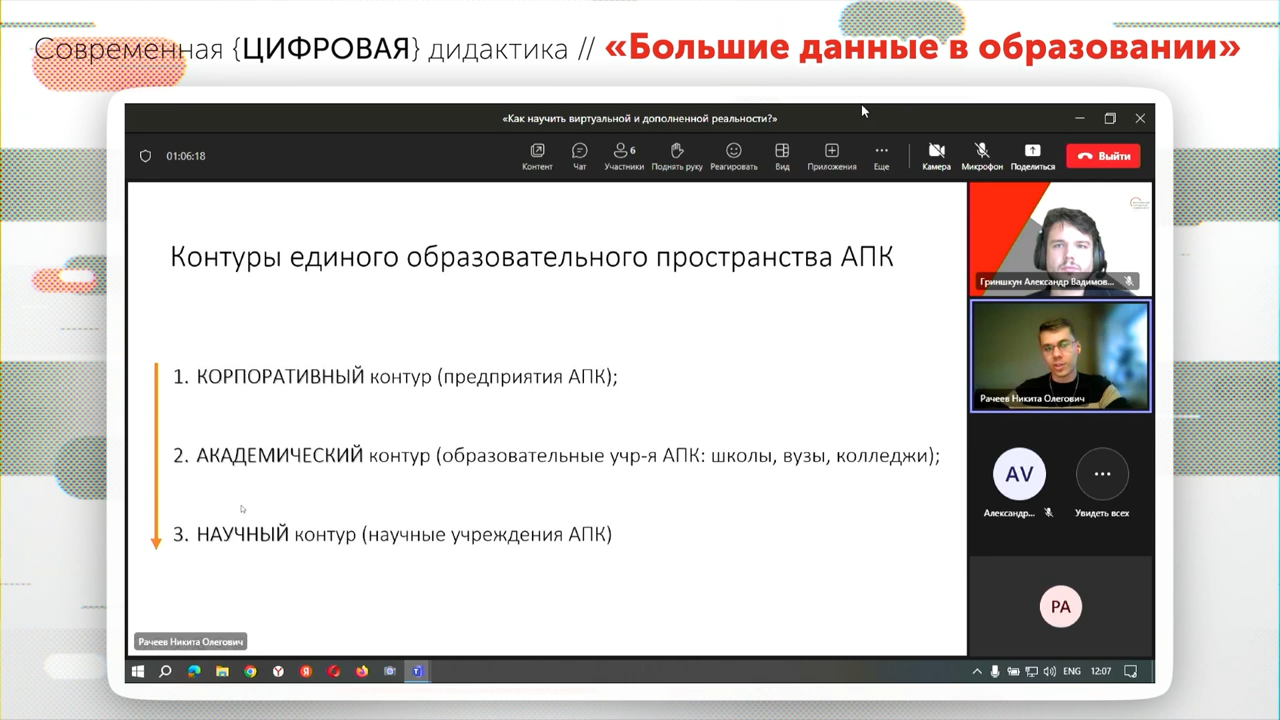 Современная {ЦИФРОВАЯ} дидактика // «Большие данные в образовании»
«Как научить виртуальной и дополненной реальности?»
01:06:18
Контент
Чат
6
Участники
Поднять руку
Реагировать
Вид
Приложения
Еще
Камера
Микрофон
Поделиться
Выйти
Контуры единого образовательного пространства АПК
1. КОРПОРАТИВНЫЙ контур (предприятия АПК);
2. АКАДЕМИЧЕСКИЙ контур (образовательные учр-я АПК: школы, вузы, колледжи);
3. НАУЧНЫЙ контур (научные учреждения АПК)
Рачеев Никита Олегович
Гриншкун Александр Вадимов...
Рачеев Никита Олегович
AV
Александр...
Увидеть всех
РА
ENG
12:07